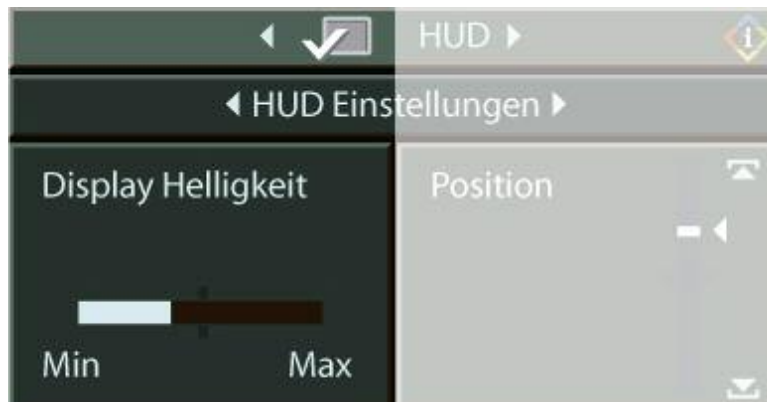 HUD
HUD Einstellungen
Display Helligkeit
Position
Min Max
i